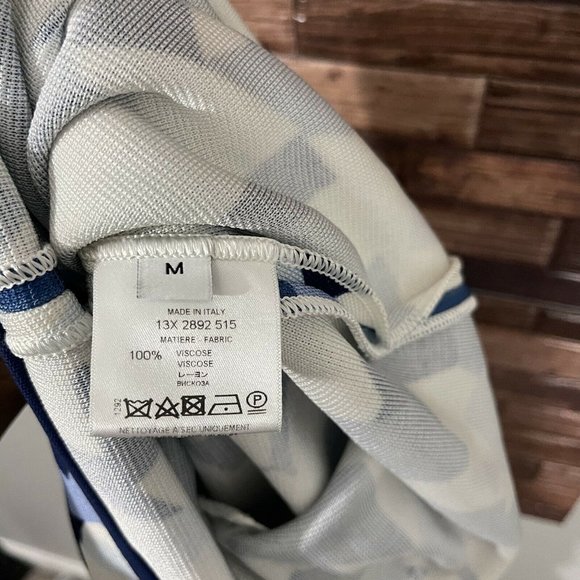 M
MADE IN ITALY
13X 2892 515
MATIERE - FABRIC
100% VISCOSE
VISCOSE
レーヨン
ВИСКОЗА
1292
P
NETTOYAGE A SEC UNIQUEMENT